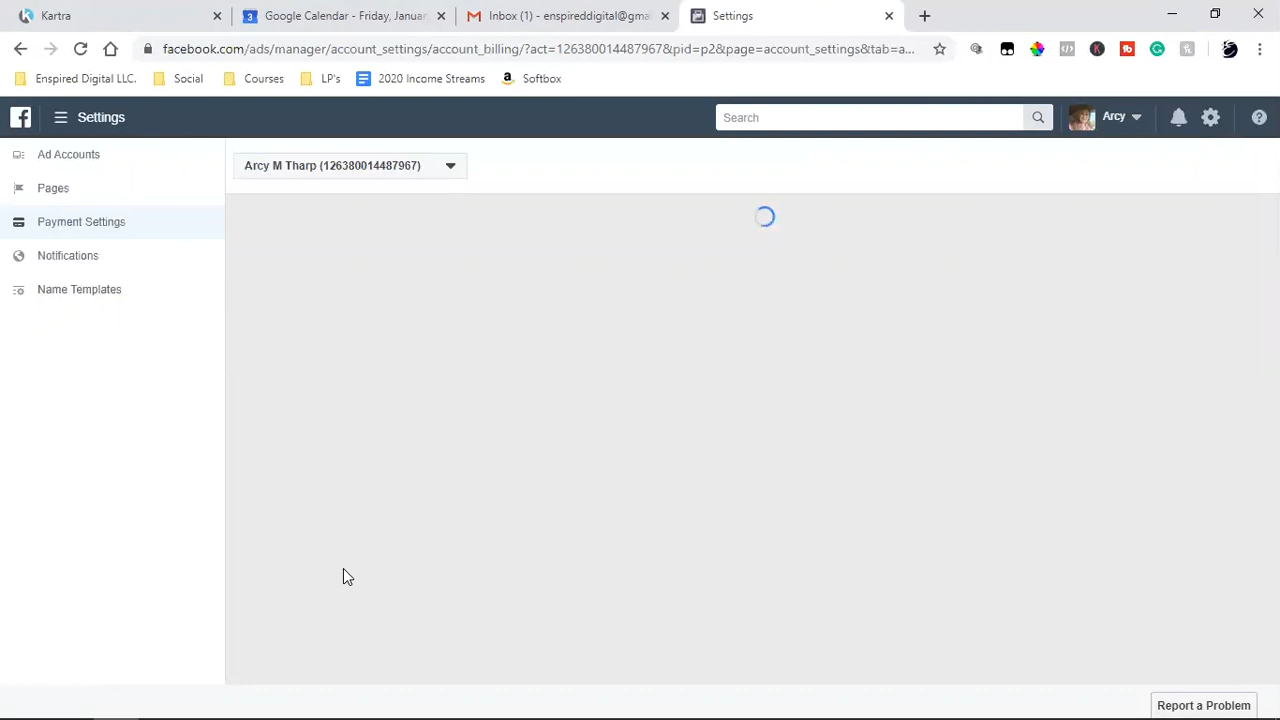 Kartra
3
Google Calendar - Friday, Janua
Inbox (1) - enspireddigital@gma
Settings
facebook.com/ads/manager/account_settings/account_billing/?act=126380014487967&pid=p2&page=account_settings&tab=a...
Enspired Digital LLC.
Social
Courses
LP's
2020 Income Streams
Softbox
Settings
Search
Arcy
Ad Accounts
Pages
Payment Settings
Notifications
Name Templates
Arcy M Tharp (126380014487967)
Report a Problem